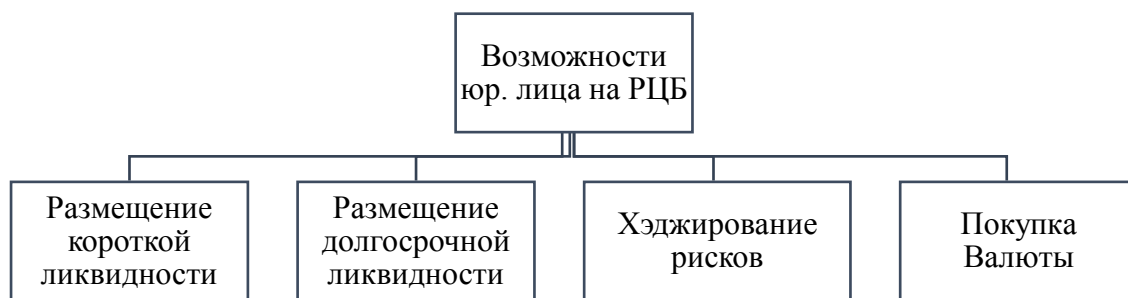 Возможности
юр. лица на РЦБ
Размещение
короткой
ликвидности
Размещение
долгосрочной
ликвидности
Хэджирование
рисков
Покупка
Валюты